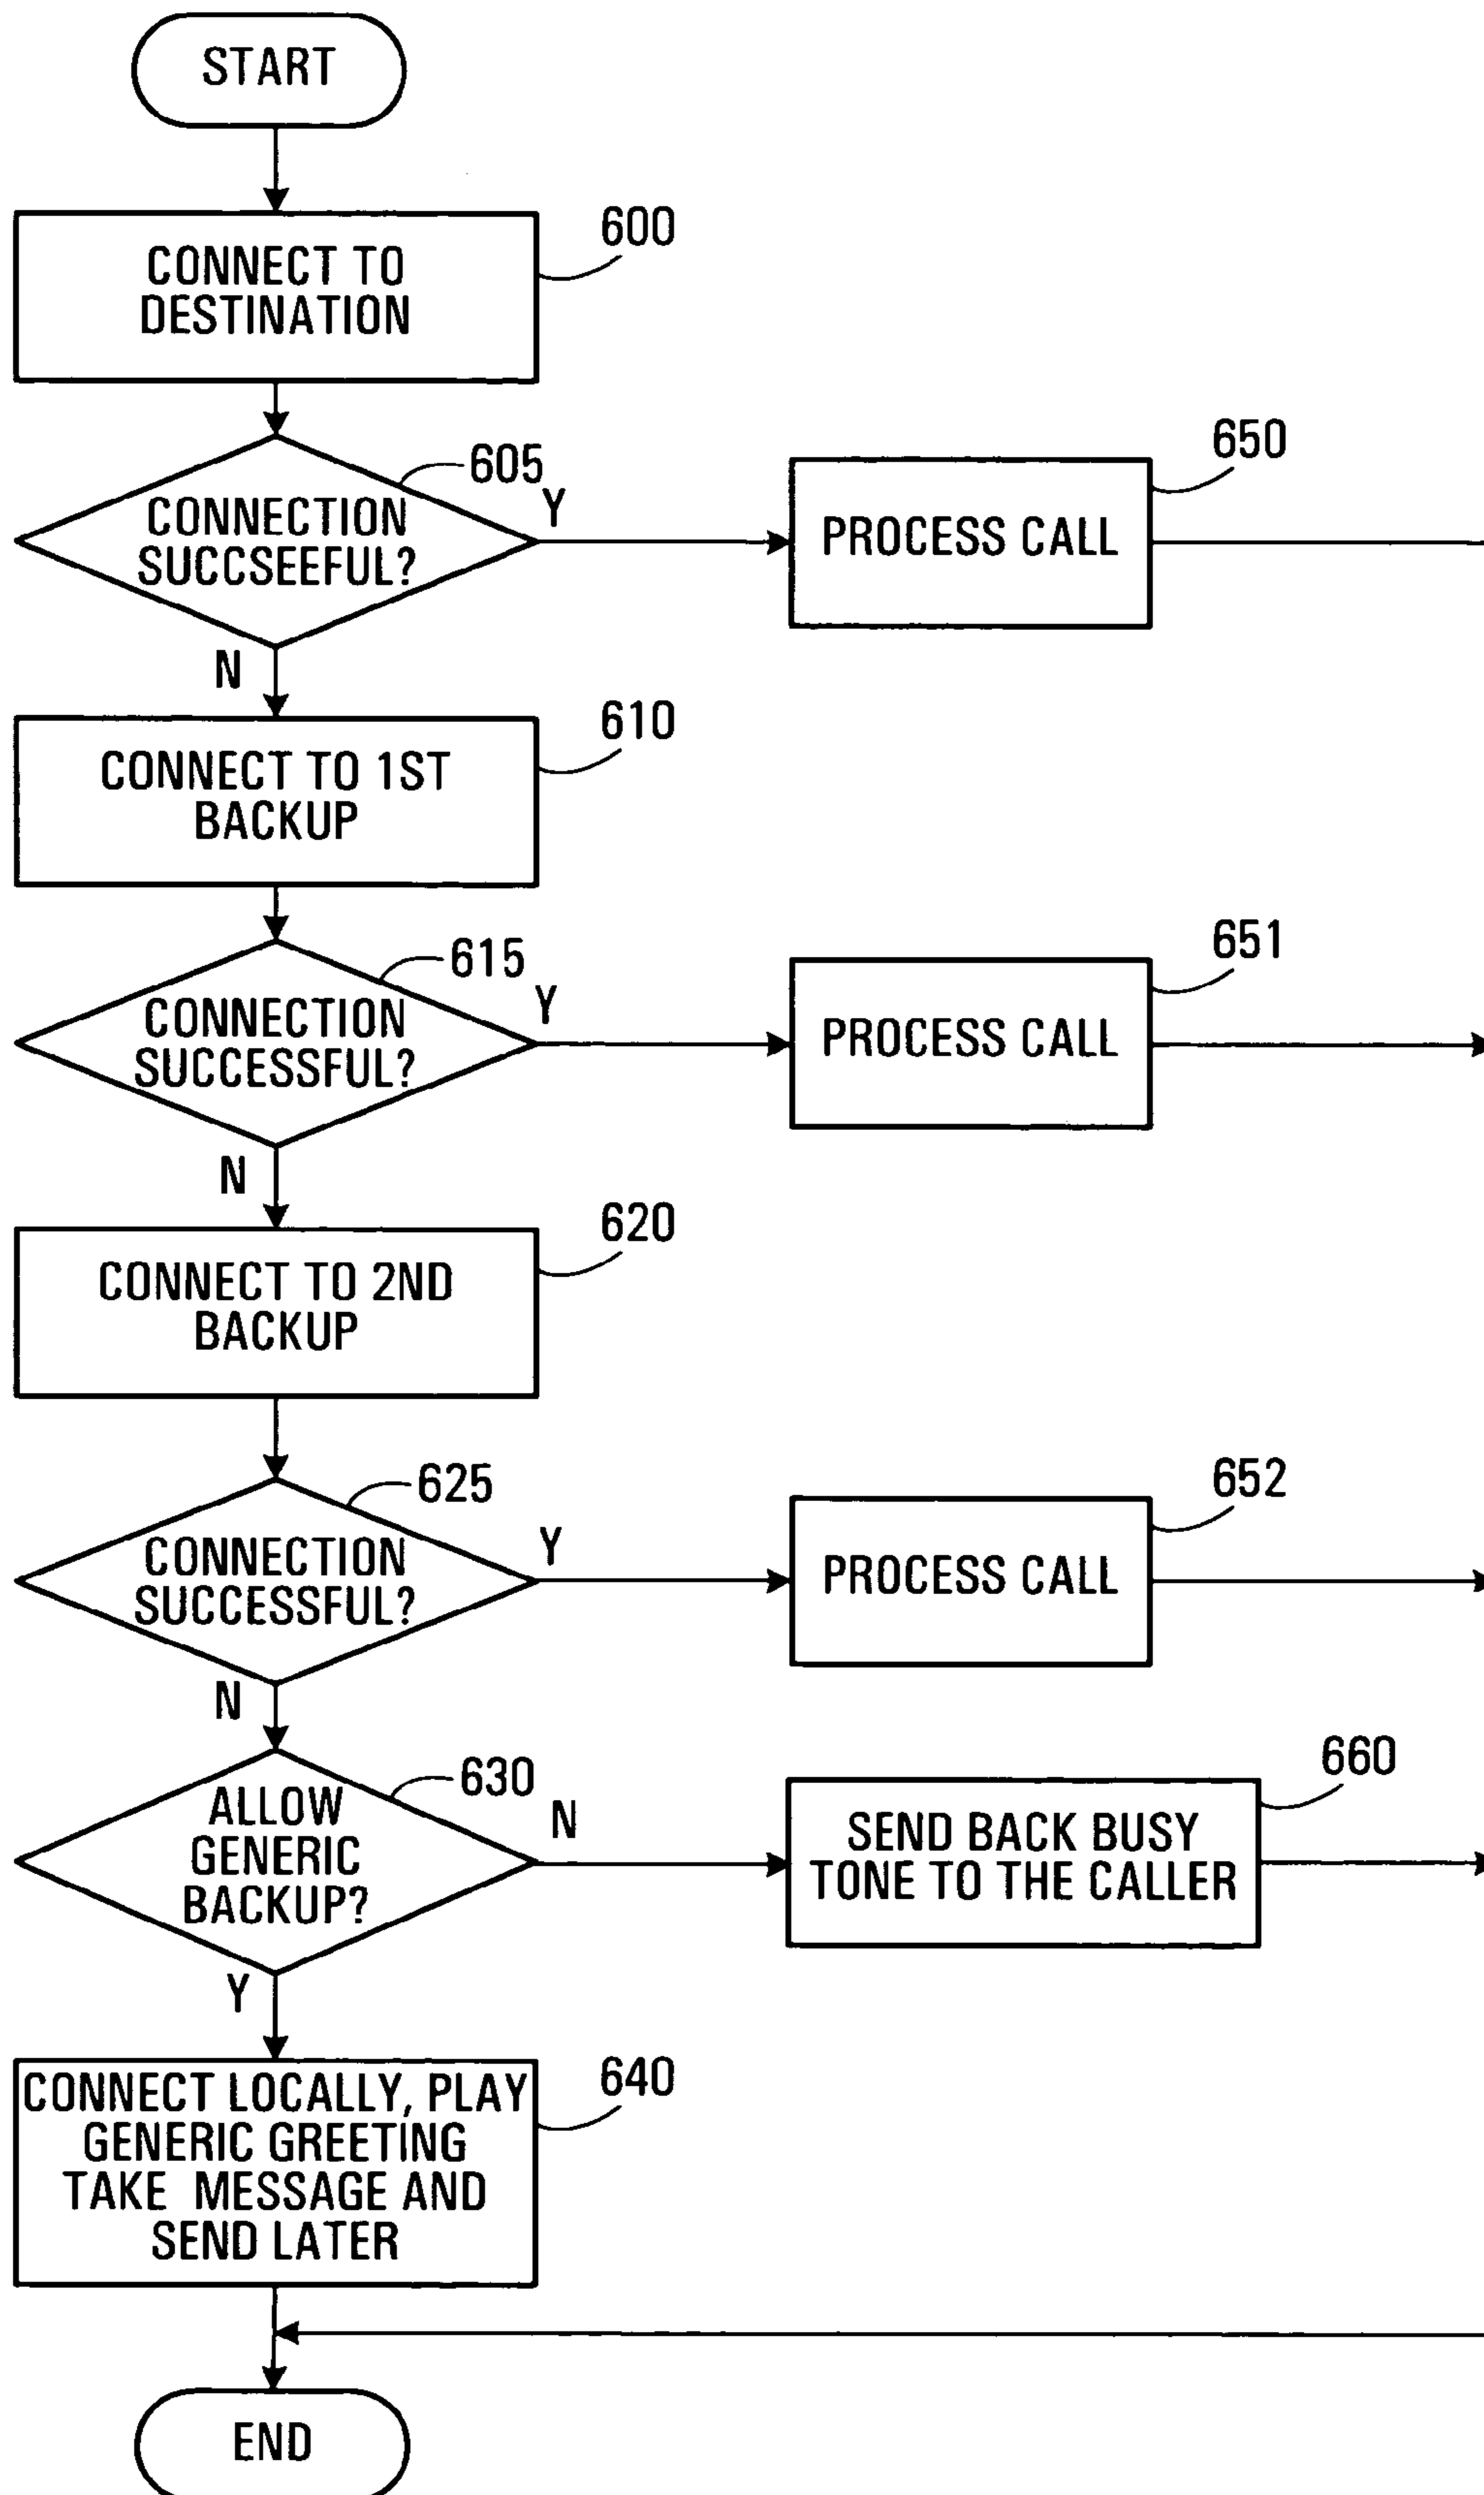 START
600
CONNECT TO
DESTINATION
605
650
Y
CONNECTION
SUCCSEEFUL?
PROCESS CALL
N
610
CONNECT TO 1ST
BACKUP
615
651
Y
CONNECTION
SUCCESSFUL?
PROCESS CALL
N
620
CONNECT TO 2ND
BACKUP
625
652
Y
CONNECTION
SUCCESSFUL?
PROCESS CALL
N
630
660
ALLOW
GENERIC
BACKUP?
N
SEND BACK BUSY
TONE TO THE CALLER
Y
640
CONNECT LOCALLY, PLAY
GENERIC GREETING
TAKE MESSAGE AND
SEND LATER
END